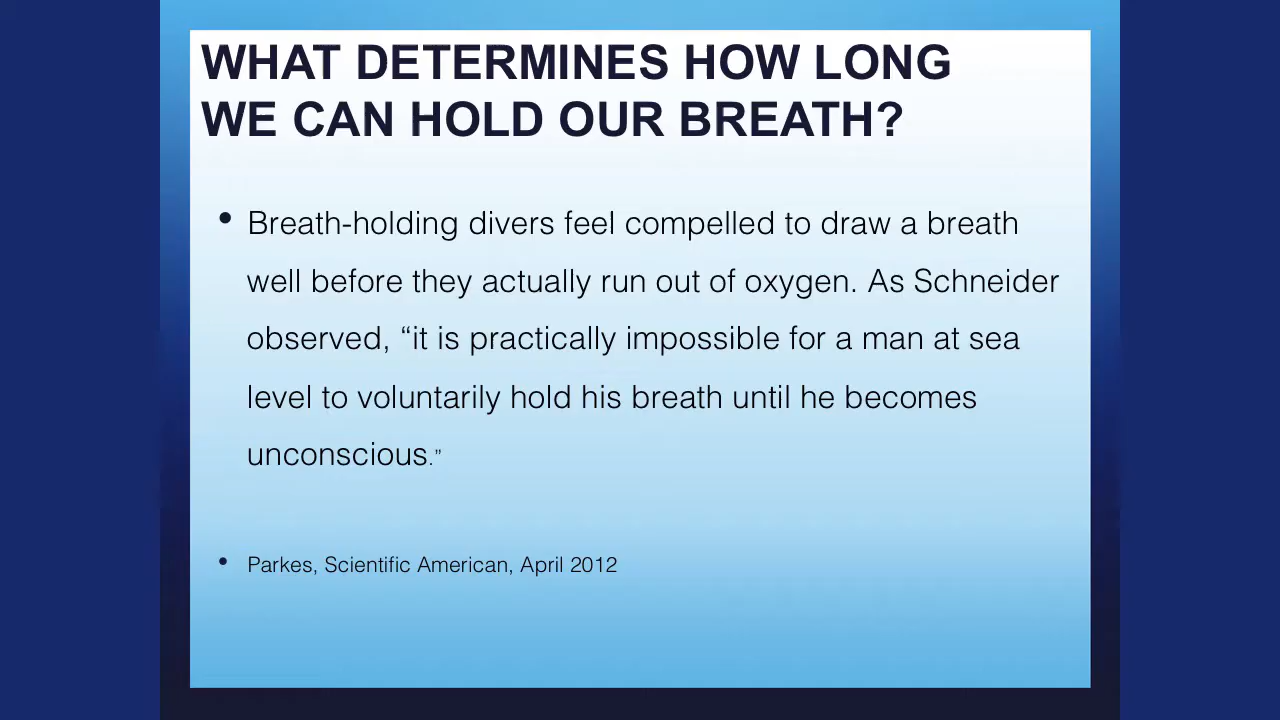 WHAT DETERMINES HOW LONG
WE CAN HOLD OUR BREATH?
• Breath-holding divers feel compelled to draw a breath
well before they actually run out of oxygen. As Schneider
observed, “it is practically impossible for a man at sea
level to voluntarily hold his breath until he becomes
unconscious.”
• Parkes, Scientific American, April 2012